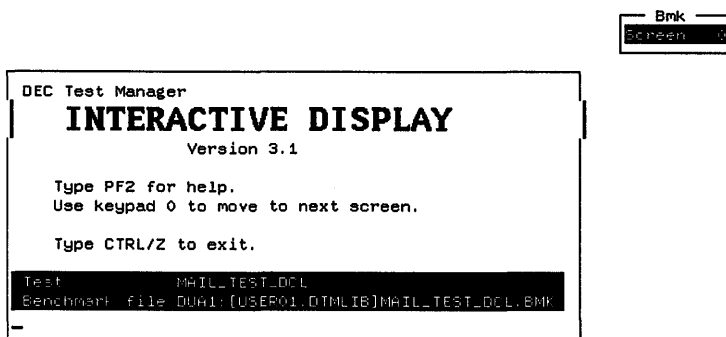 Bmk
Screen 0
DEC Test Manager
INTERACTIVE DISPLAY
Version 3.1
Type PF2 for help.
Use keypad 0 to move to next screen.
Type CTRL/Z to exit.
Test MAIL_TEST_DCL
Benchmark file DUA1:[USER01.DTMLIB]MAIL_TEST_DCL.BMK